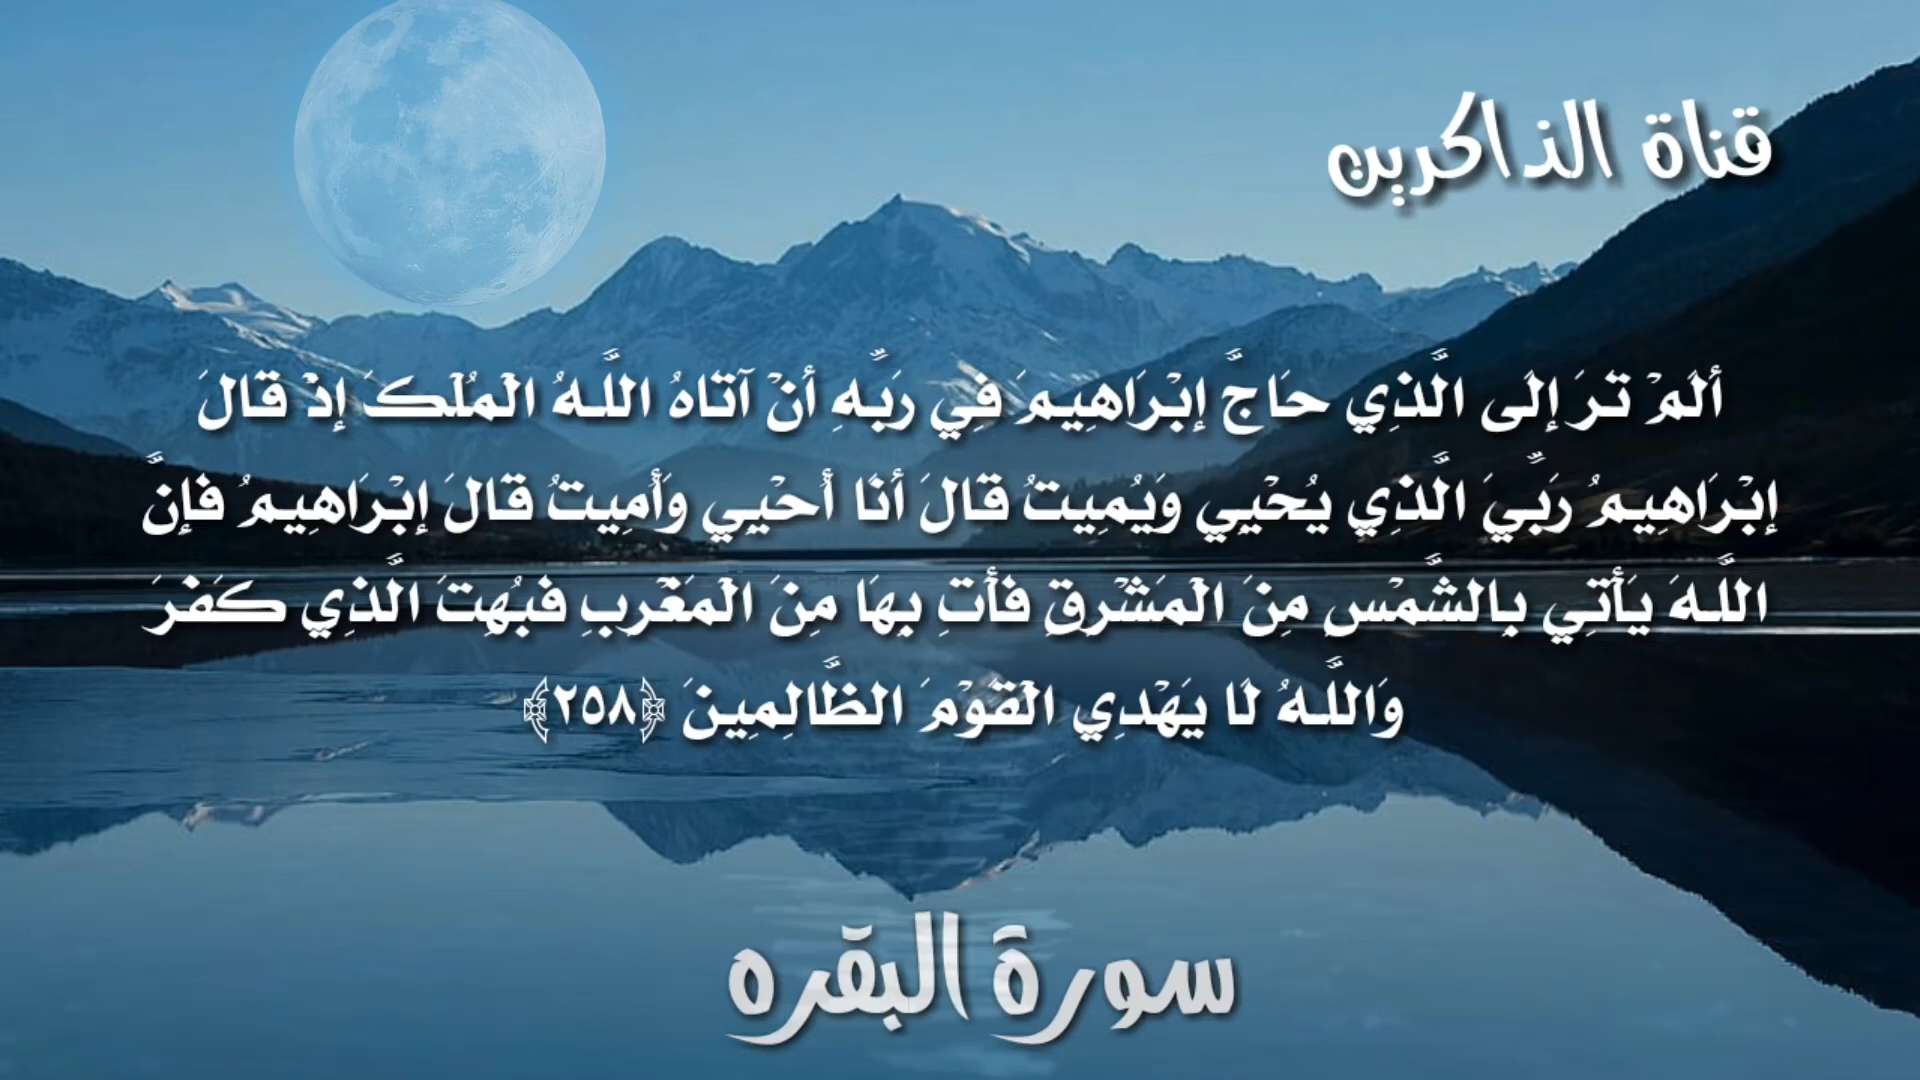 قناة الذاكرين
ألَمْ تَرَ إِلَى الَّذِي حَاجَّ إِبْرَاهِيمَ فِي رَبِّهِ أَنْ آتَاهُ اللَّهُ الْمُلْكَ إِذْ قَالَ
إِبْرَاهِيمُ رَبِّيَ الَّذِي يُحْيِي وَيُمِيتُ قَالَ أَنَا أُحْيِي وَأُمِيتُ قَالَ إِبْرَاهِيمُ فَإِنَّ
اللَّهَ يَأْتِي بِالشَّمْسِ مِنَ الْمَشْرِقِ فَأْتِ بِهَا مِنَ الْمَغْرِبِ فَبُهِتَ الَّذِي كَفَرَ
وَاللَّهُ لَا يَهْدِي الْقَوْمَ الظَّالِمِينَ ﴿٢٥٨﴾
سورة البقره